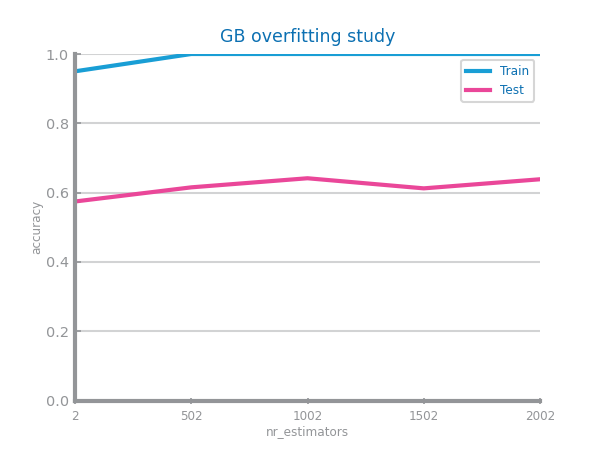 GB overfitting study
1.0
0.8
0.6
0.4
0.2
0.0
accuracy
Train
Test
2 502 1002 1502 2002
nr_estimators